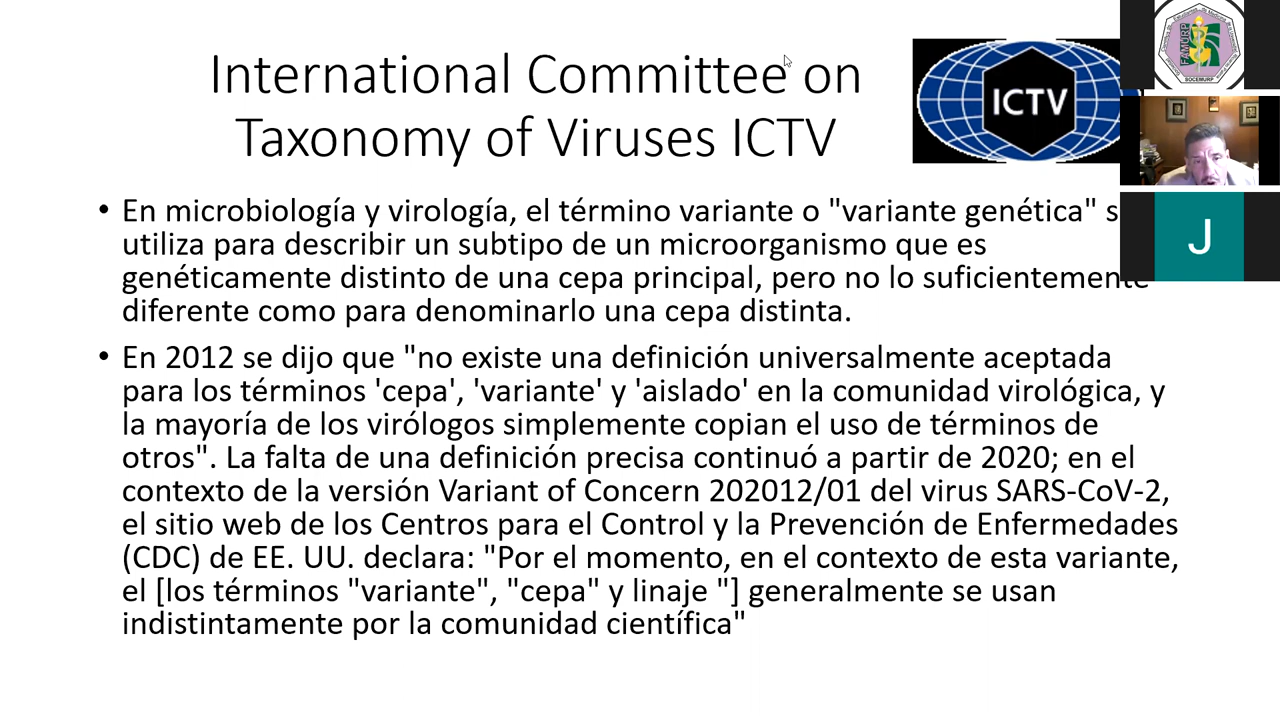 International Committee on
Taxonomy of Viruses ICTV
ICTV
FAMURP
SOCEMURP
J
• En microbiología y virología, el término variante o "variante genética" s
utiliza para describir un subtipo de un microorganismo que es
genéticamente distinto de una cepa principal, pero no lo suficientemente
diferente como para denominarlo una cepa distinta.
• En 2012 se dijo que "no existe una definición universalmente aceptada
para los términos 'cepa', 'variante' y 'aislado' en la comunidad virológica, y
la mayoría de los virólogos simplemente copian el uso de términos de
otros". La falta de una definición precisa continuó a partir de 2020; en el
contexto de la versión Variant of Concern 202012/01 del virus SARS-CoV-2,
el sitio web de los Centros para el Control y la Prevención de Enfermedades
(CDC) de EE. UU. declara: "Por el momento, en el contexto de esta variante,
el [los términos "variante", "cepa" y linaje "] generalmente se usan
indistintamente por la comunidad científica"